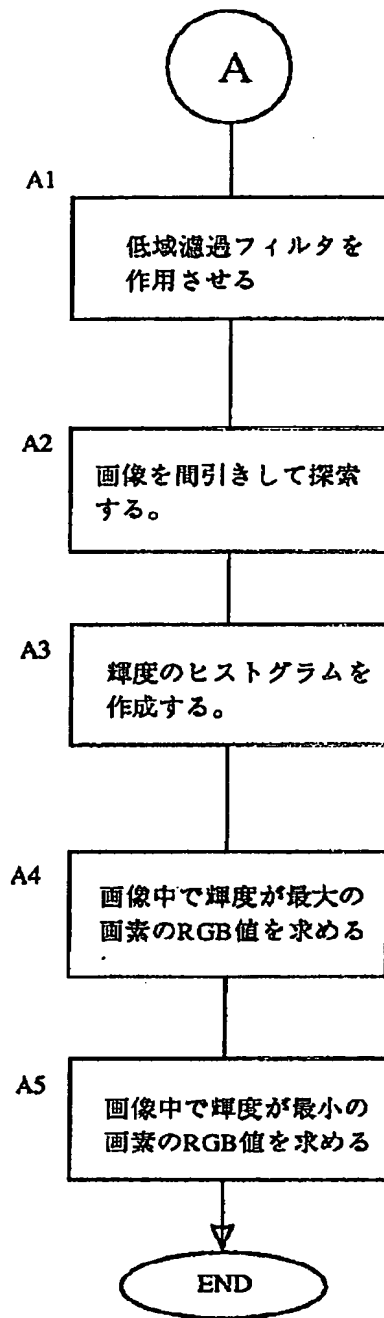 A
A1
低域濾過フィルタを
作用させる
A2
画像を間引きして探索
する。
A3
輝度のヒストグラムを
作成する。
A4
画像中で輝度が最大の
画素のRGB値を求める
A5
画像中で輝度が最小の
画素のRGB値を求める
END